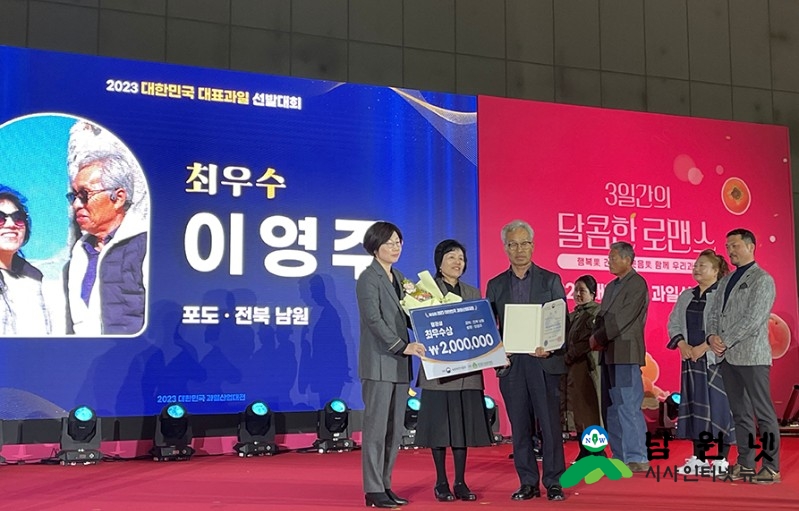 2023 대한민국 대표과일 선발대회
최우수
이영주
포도 · 전북 남원
2023 대한민국 과일산업대전
3일간의
달콤한 로맨스
최우수상
₩2,000,000
NOW
남원넷
시사인터넷뉴스